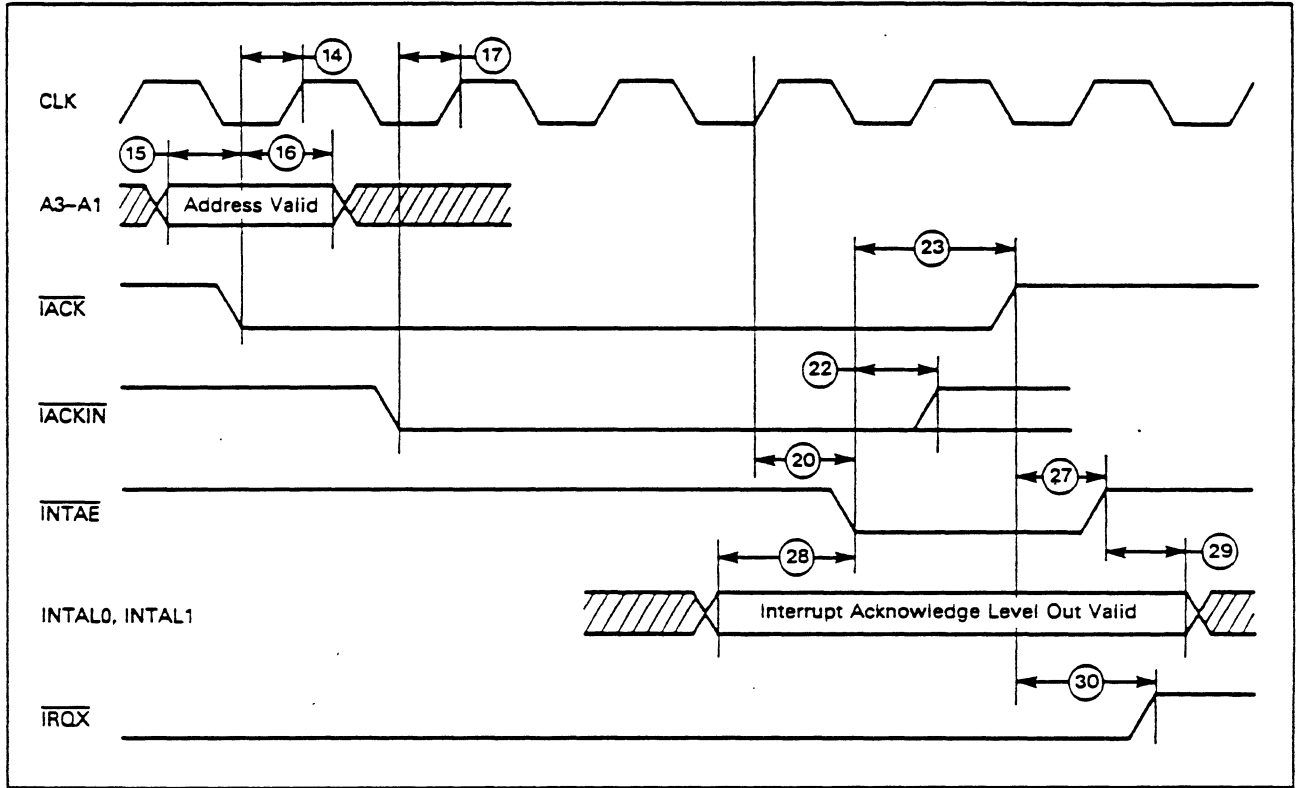 14
17
CLK
15
16
A3–A1
Address Valid
23
IACK
22
IACKIN
20
27
INTAE
28
29
INTAL0, INTAL1
Interrupt Acknowledge Level Out Valid
30
IRQX